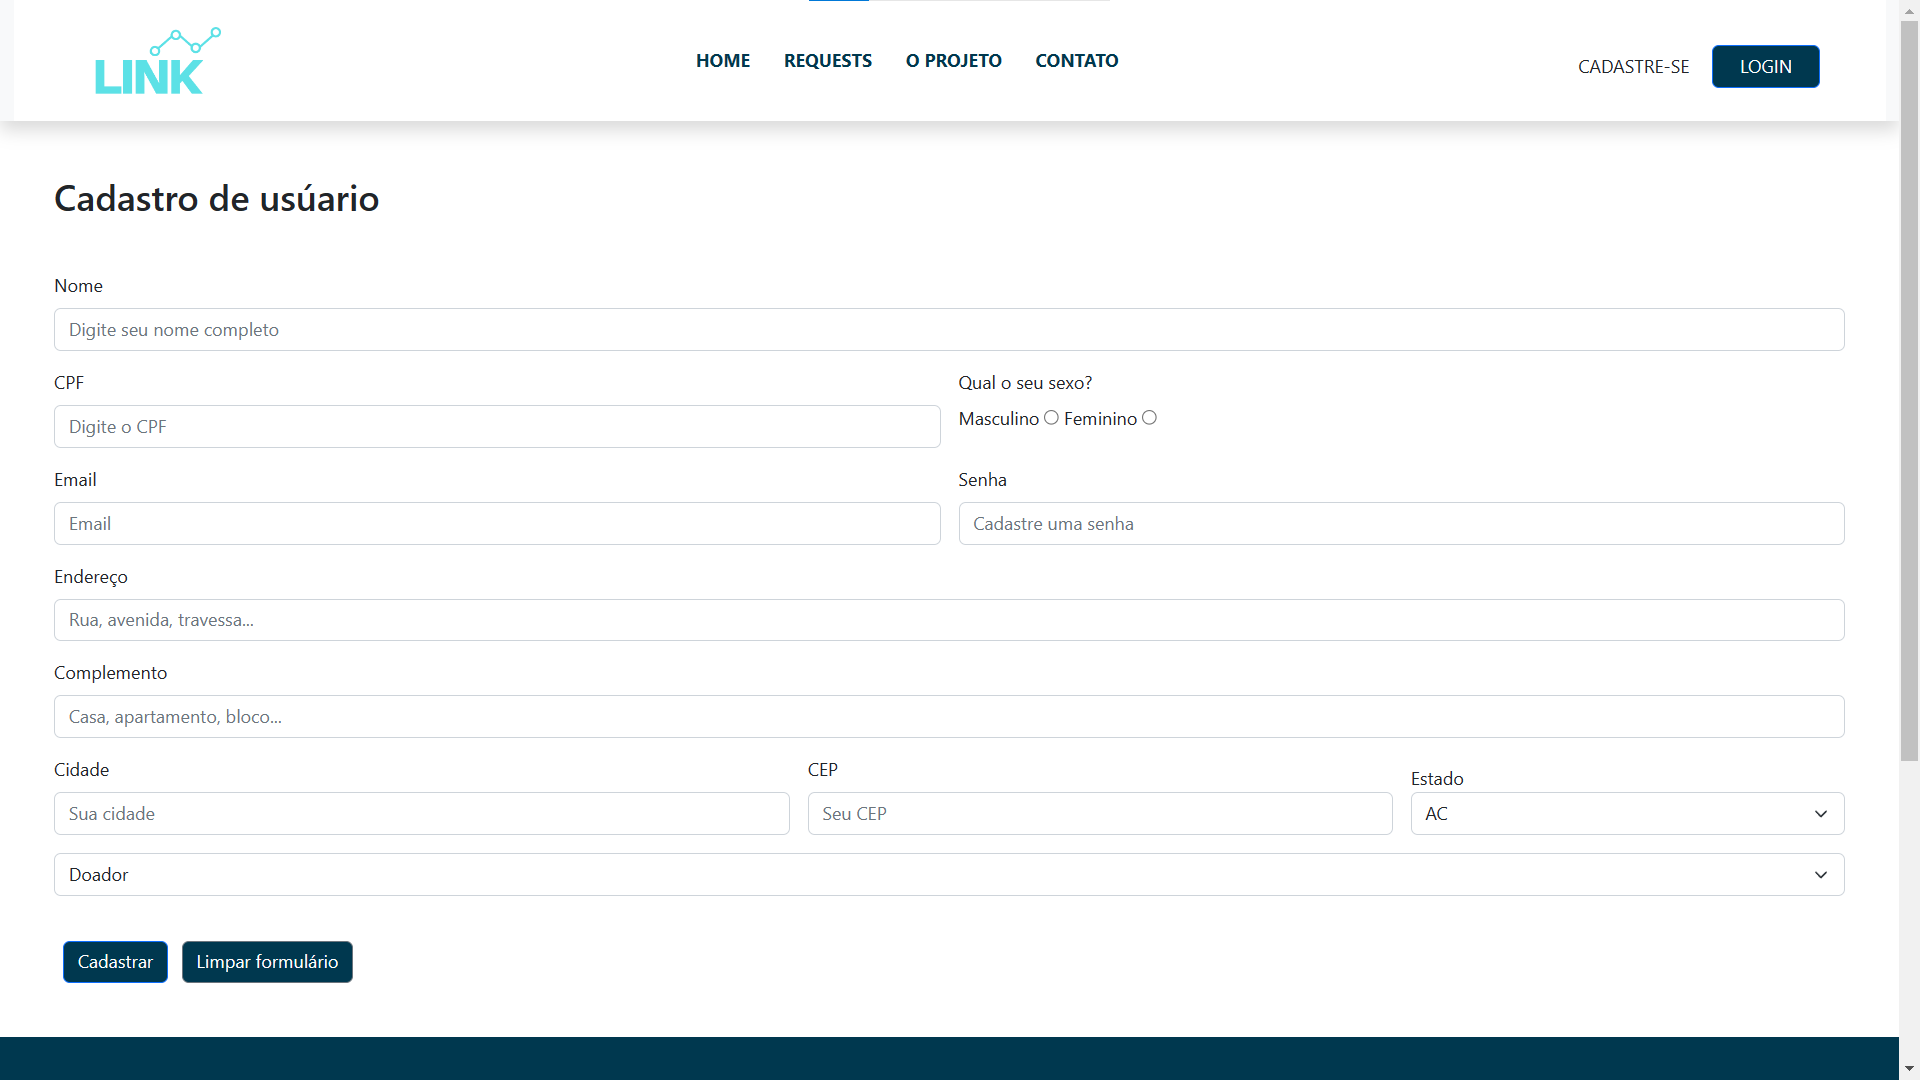 LINK
HOME REQUESTS O PROJETO CONTATO
CADASTRE-SE LOGIN
Cadastro de usúario
Nome
Digite seu nome completo
CPF Qual o seu sexo?
Digite o CPF Masculino Feminino
Email Senha
Email Cadastre uma senha
Endereço
Rua, avenida, travessa...
Complemento
Casa, apartamento, bloco...
Cidade CEP Estado
Sua cidade Seu CEP AC
Doador
Cadastrar Limpar formulário